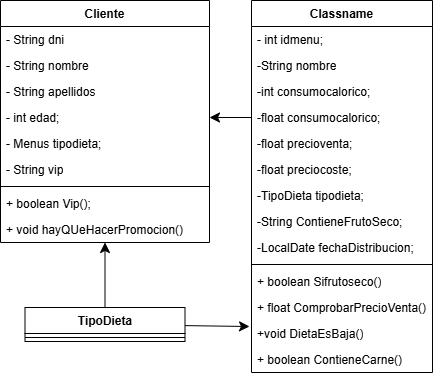 Cliente
- String dni
- String nombre
- String apellidos
- int edad;
- Menus tipodieta;
- String vip
+ boolean Vip();
+ void hayQUeHacerPromocion()
Classname
- int idmenu;
-String nombre
-int consumocalorico;
-float consumocalorico;
-float precioventa;
-float preciocoste;
-TipoDieta tipodieta;
-String ContieneFrutoSeco;
-LocalDate fechaDistribucion;
+ boolean Sifrutoseco()
+ float ComprobarPrecioVenta()
+void DietaEsBaja()
+ boolean ContieneCarne()
TipoDieta